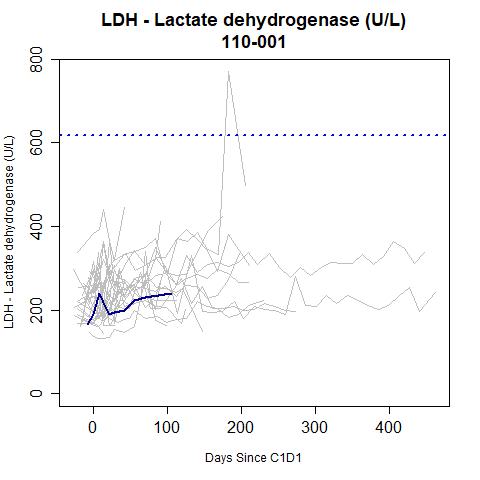 LDH - Lactate dehydrogenase (U/L)
110-001
LDH - Lactate dehydrogenase (U/L)
800
600
400
200
0
0 100 200 300 400
Days Since C1D1